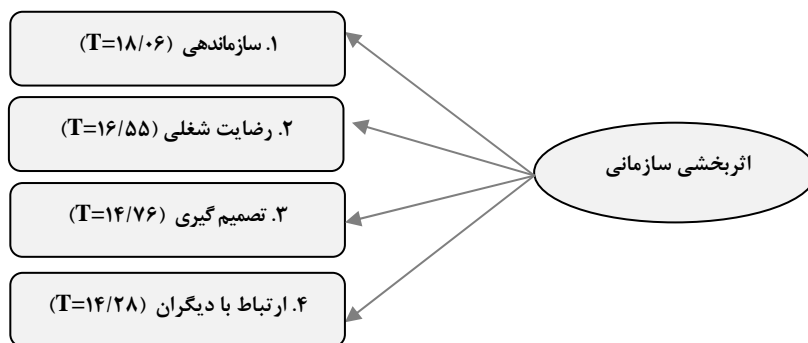 ۱. سازماندهی (T=۱۸/۰۶)
۲. رضایت شغلی (T=۱۶/۵۵)
اثربخشی سازمانی
۳. تصمیم گیری (T=۱۴/۷۶)
۴. ارتباط با دیگران (T=۱۴/۲۸)